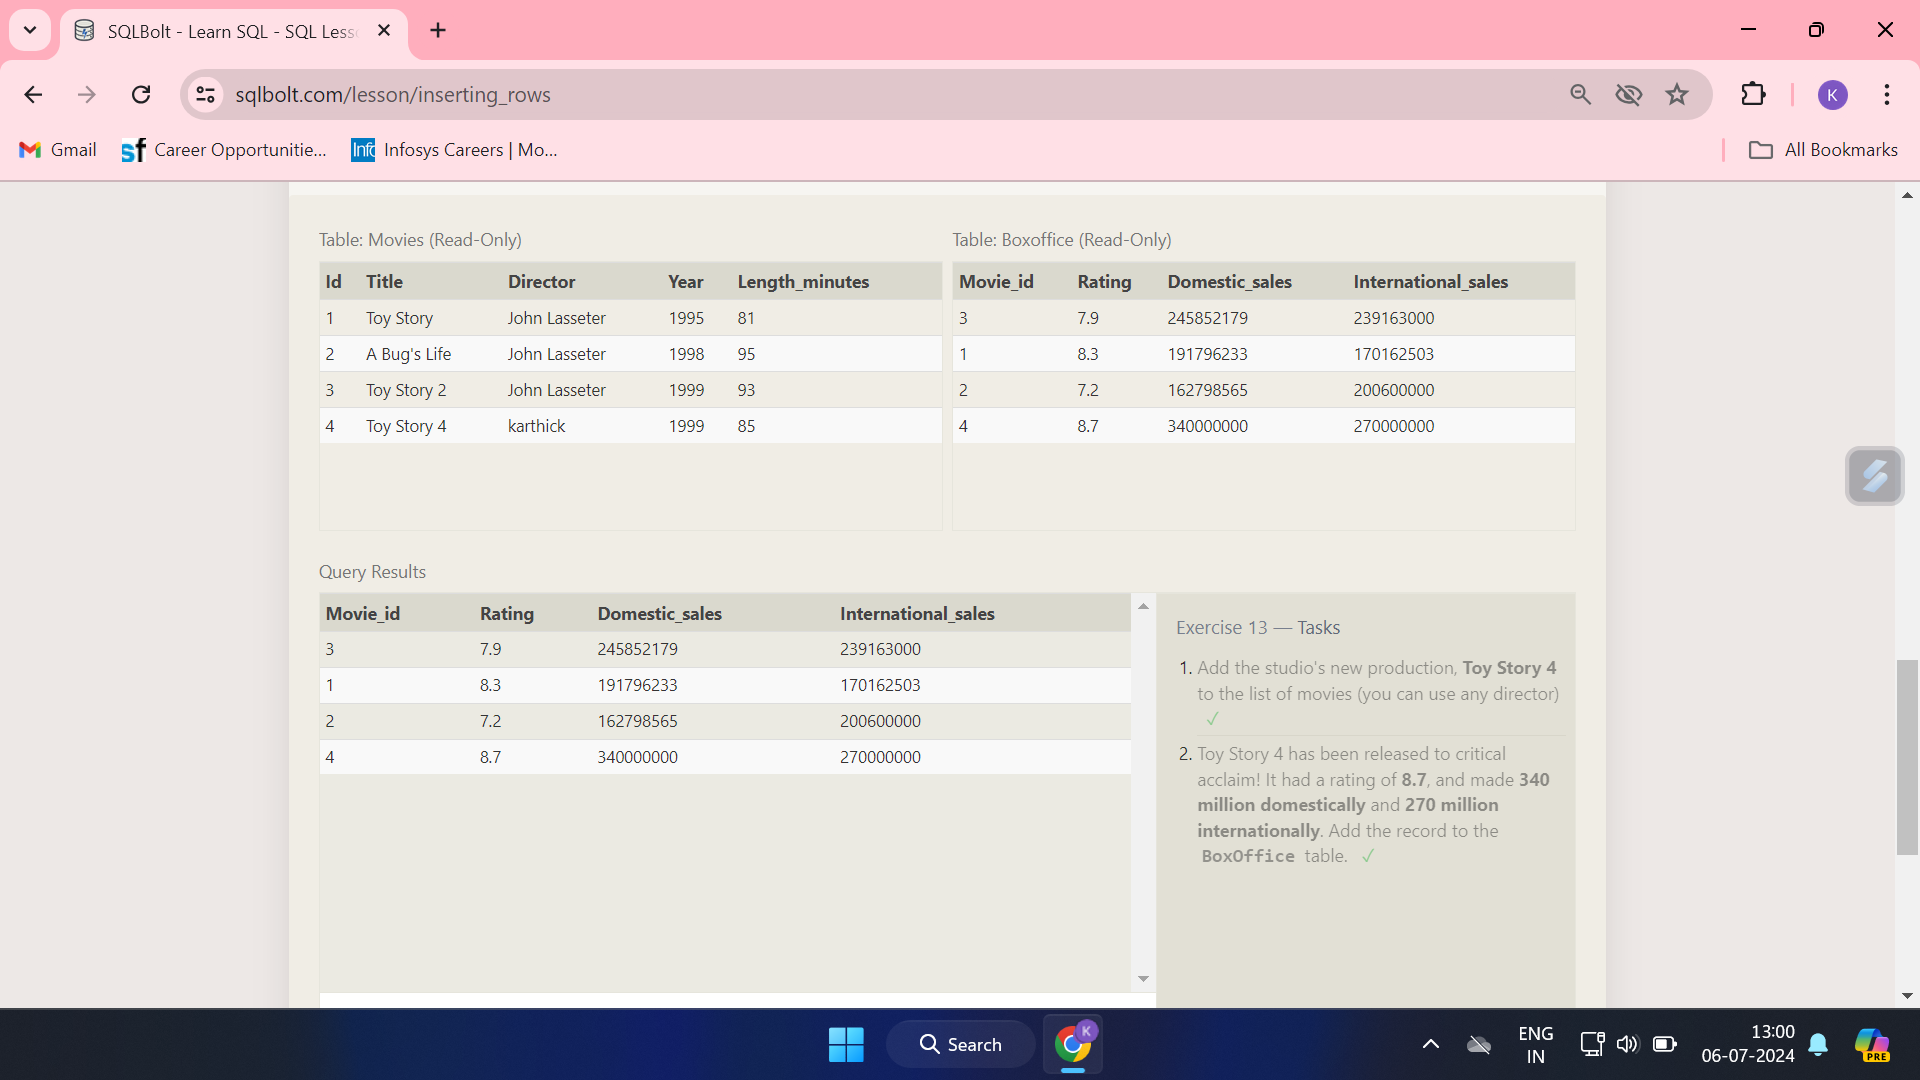 SQLBolt - Learn SQL - SQL Less
sqlbolt.com/lesson/inserting_rows
K
Gmail
Career Opportunitie...
Infosys Careers | Mo...
All Bookmarks
Table: Movies (Read-Only)
Id Title Director Year Length_minutes
1 Toy Story John Lasseter 1995 81
2 A Bug's Life John Lasseter 1998 95
3 Toy Story 2 John Lasseter 1999 93
4 Toy Story 4 karthick 1999 85
Table: Boxoffice (Read-Only)
Movie_id Rating Domestic_sales International_sales
3 7.9 245852179 239163000
1 8.3 191796233 170162503
2 7.2 162798565 200600000
4 8.7 340000000 270000000
Query Results
Movie_id Rating Domestic_sales International_sales
3 7.9 245852179 239163000
1 8.3 191796233 170162503
2 7.2 162798565 200600000
4 8.7 340000000 270000000
Exercise 13 — Tasks
1. Add the studio's new production, Toy Story 4
to the list of movies (you can use any director)
✓
2. Toy Story 4 has been released to critical
acclaim! It had a rating of 8.7, and made 340
million domestically and 270 million
internationally. Add the record to the
BoxOffice table. ✓
Search
K
ENG
IN
13:00
06-07-2024
PRE